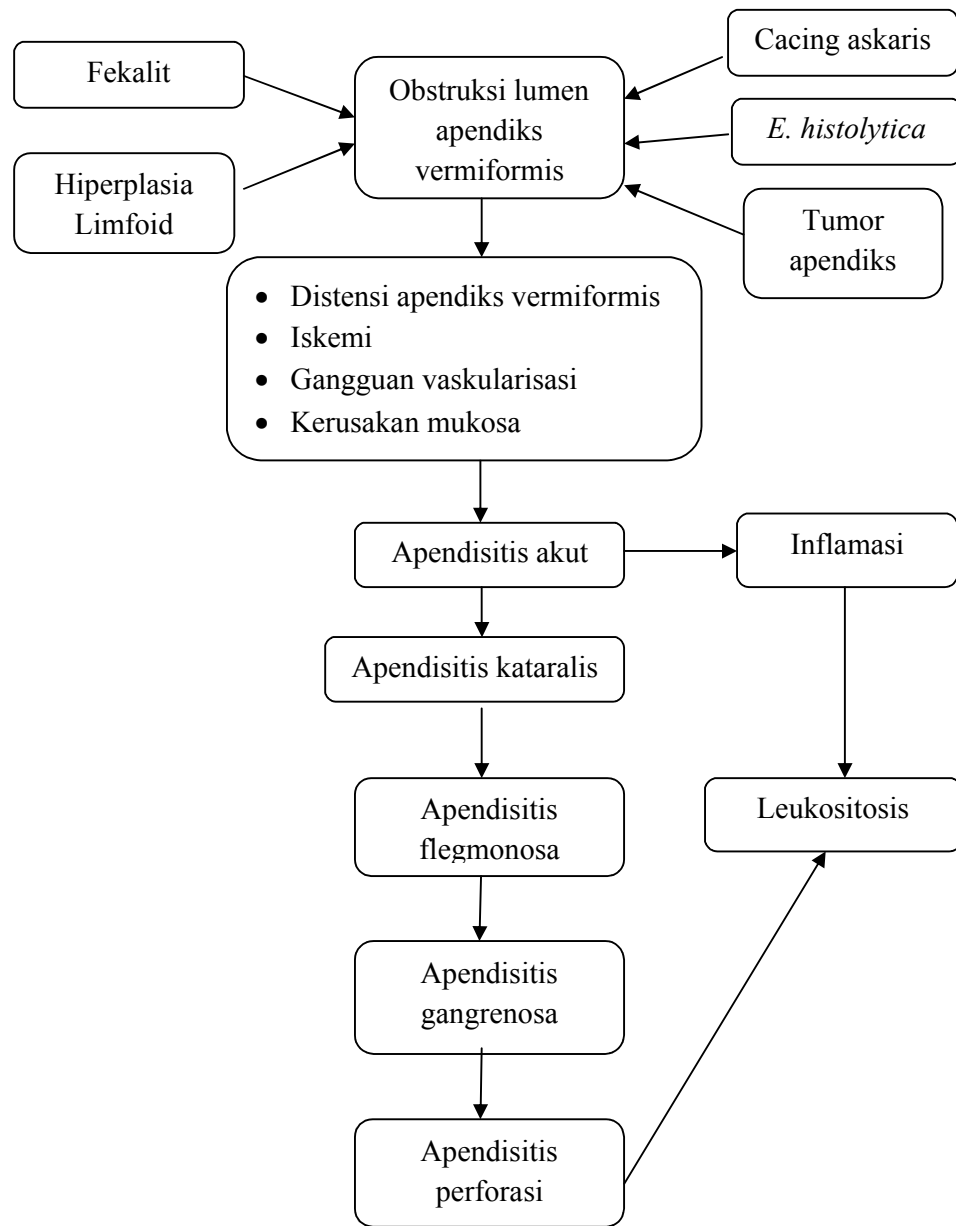 Fekalit
Hiperplasia
Limfoid
Obstruksi lumen
apendiks
vermiformis
Cacing askaris
E. histolytica
Tumor
apendiks
• Distensi apendiks vermiformis
• Iskemi
• Gangguan vaskularisasi
• Kerusakan mukosa
Apendisitis akut
Inflamasi
Apendisitis kataralis
Apendisitis
flegmonosa
Leukositosis
Apendisitis
gangrenosa
Apendisitis
perforasi